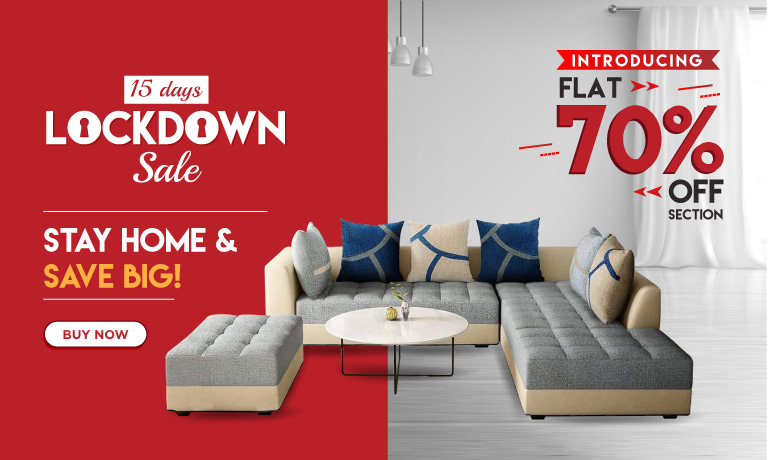 15 days
LOCKDOWN
Sale
STAY HOME &
SAVE BIG!
BUY NOW
INTRODUCING
FLAT
70%
OFF
SECTION